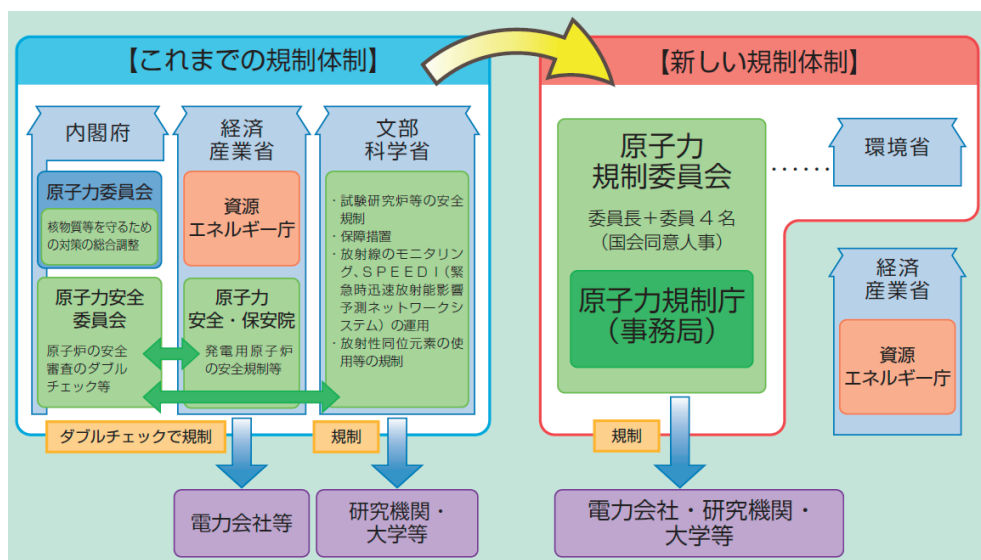 【これまでの規制体制】
内閣府
原子力委員会
核物質等を守るため
の対策の総合調整
原子力安全
委員会
原子炉の安全
審査のダブル
チェック等
経済
産業省
資源
エネルギー庁
原子力
安全・保安院
発電用原子炉
の安全規制等
文部
科学省
・試験研究炉等の安全
規制
・保障措置
・放射線のモニタリン
グ、SPEEDI(緊
急時迅速放射能影響
予測ネットワークシ
ステム)の運用
・放射性同位元素の使
用等の規制
ダブルチェックで規制
規制
電力会社等
研究機関・
大学等
【新しい規制体制】
原子力
規制委員会
委員長+委員4名
(国会同意人事)
原子力規制庁
(事務局)
……
環境省
経済
産業省
資源
エネルギー庁
規制
電力会社・研究機関・
大学等